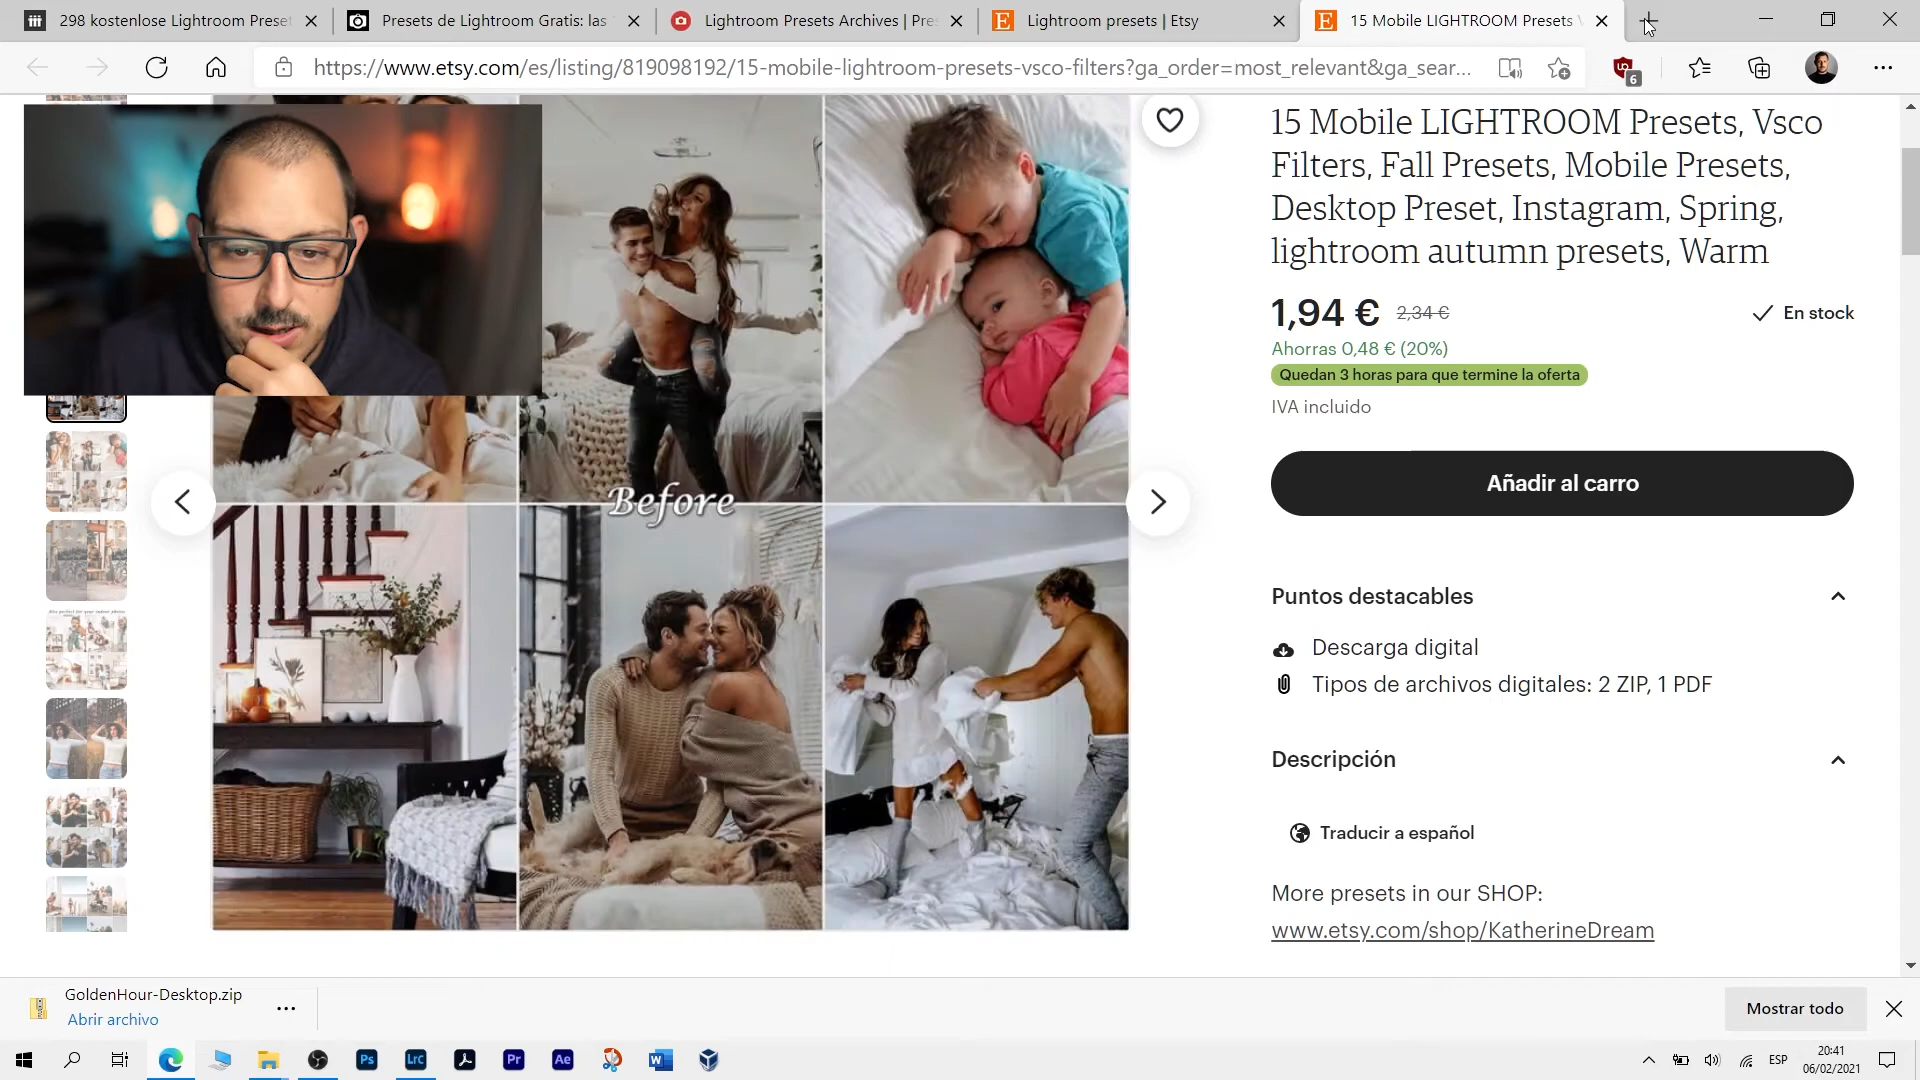 298 kostenlose Lightroom Preset
Presets de Lightroom Gratis: las
Lightroom Presets Archives | Pre
Lightroom presets | Etsy
15 Mobile LIGHTROOM Presets
https://www.etsy.com/es/listing/819098192/15-mobile-lightroom-presets-vsco-filters?ga_order=most_relevant&ga_sear...
6
15 Mobile LIGHTROOM Presets, Vsco
Filters, Fall Presets, Mobile Presets,
Desktop Preset, Instagram, Spring,
lightroom autumn presets, Warm
1,94 € 2,34 €
En stock
Ahorras 0,48 € (20%)
Quedan 3 horas para que termine la oferta
IVA incluido
Añadir al carro
Before
Puntos destacables
Descarga digital
Tipos de archivos digitales: 2 ZIP, 1 PDF
Descripción
Traducir a español
More presets in our SHOP:
www.etsy.com/shop/KatherineDream
GoldenHour-Desktop.zip
Abrir archivo
Mostrar todo
Ps
LrC
Pr
Ae
ESP
20:41
06/02/2021